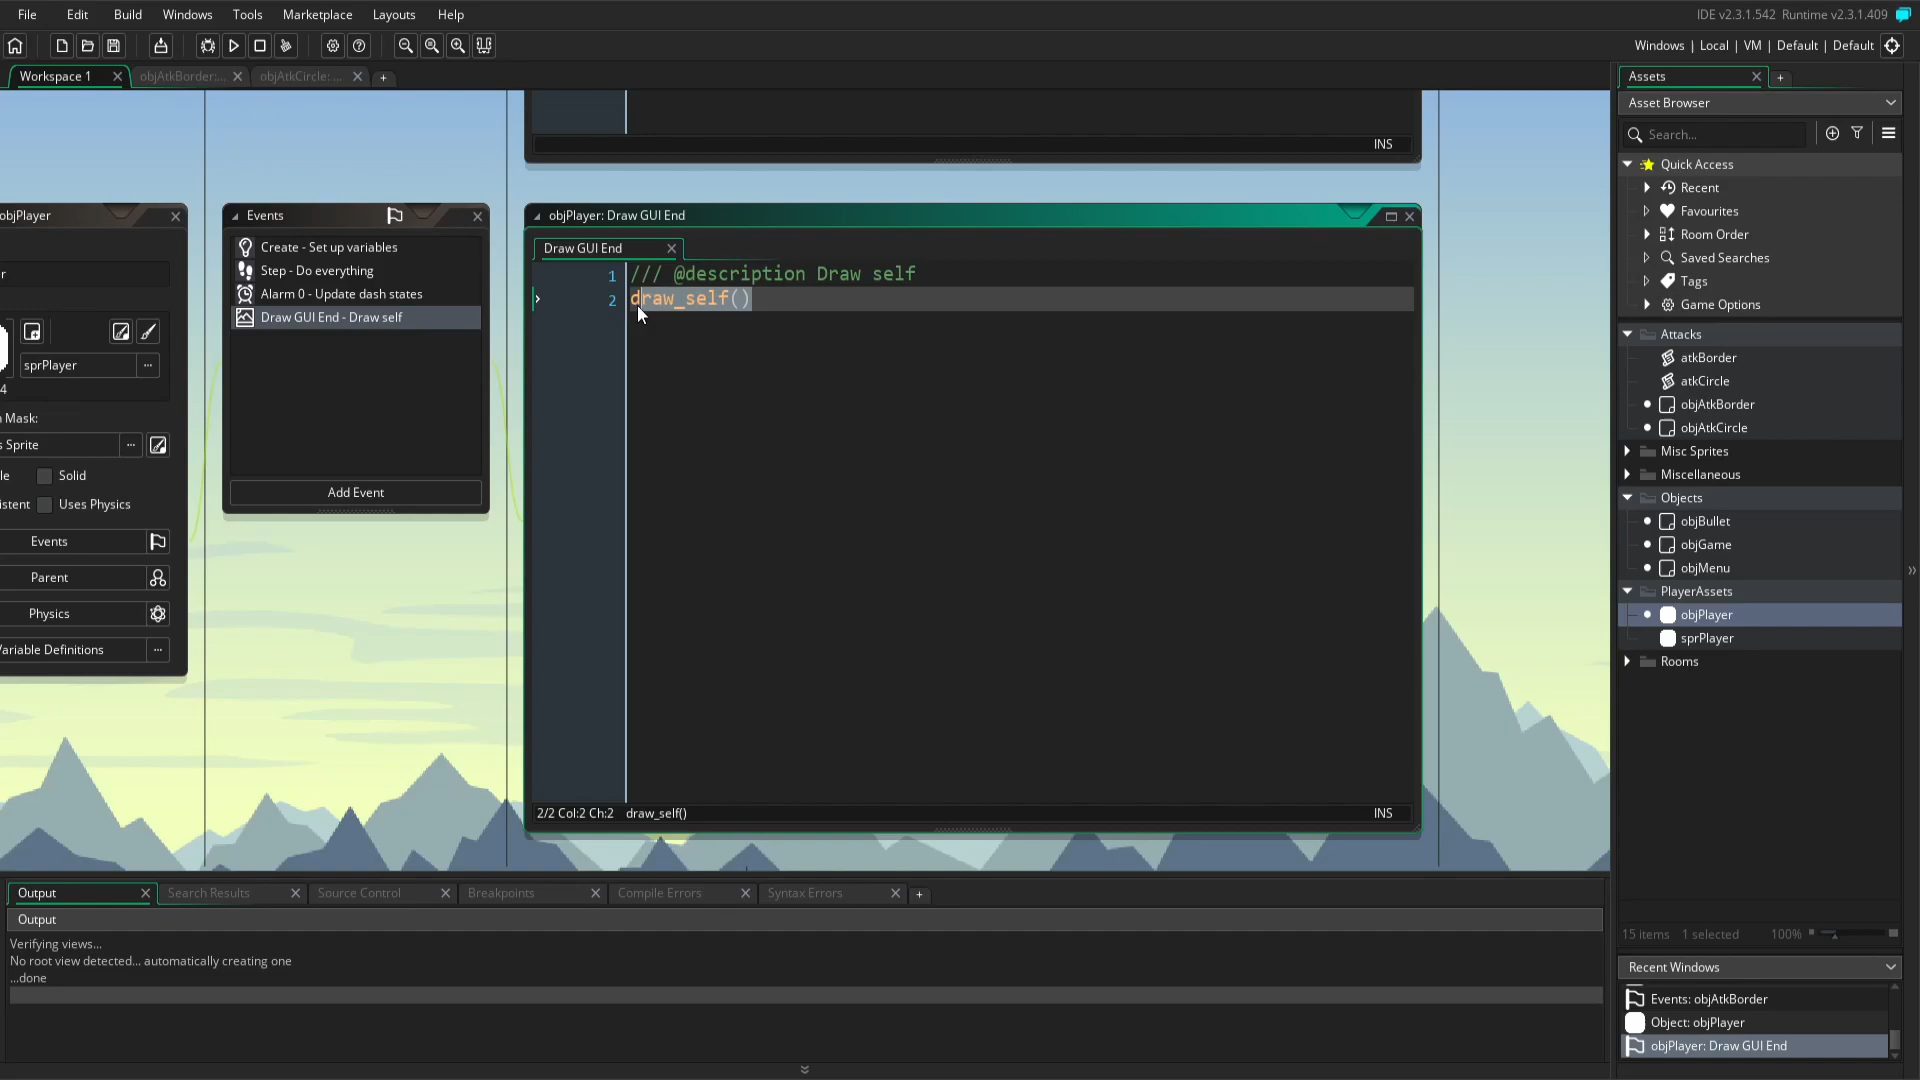 File Edit Build Windows Tools Marketplace Layouts Help
IDE v2.3.1.542 Runtime v2.3.1.409
Windows | Local | VM | Default | Default
Workspace 1
objAtkBorder:...
objAtkCircle: ...
INS
objPlayer
r
sprPlayer
...
4
n Mask:
s Sprite
...
le
Solid
istent
Uses Physics
Events
Parent
Physics
Variable Definitions
...
Events
Create - Set up variables
Step - Do everything
Alarm 0 - Update dash states
Draw GUI End - Draw self
Add Event
objPlayer: Draw GUI End
Draw GUI End
1 /// @description Draw self
2 draw_self()
2/2 Col:2 Ch:2 draw_self()
INS
Assets
Asset Browser
Search...
Quick Access
Recent
Favourites
Room Order
Saved Searches
Tags
Game Options
Attacks
atkBorder
atkCircle
objAtkBorder
objAtkCircle
Misc Sprites
Miscellaneous
Objects
objBullet
objGame
objMenu
PlayerAssets
objPlayer
sprPlayer
Rooms
15 items 1 selected 100%
Recent Windows
Events: objAtkBorder
Object: objPlayer
objPlayer: Draw GUI End
Output
Search Results
Source Control
Breakpoints
Compile Errors
Syntax Errors
Output
Verifying views...
No root view detected... automatically creating one
...done